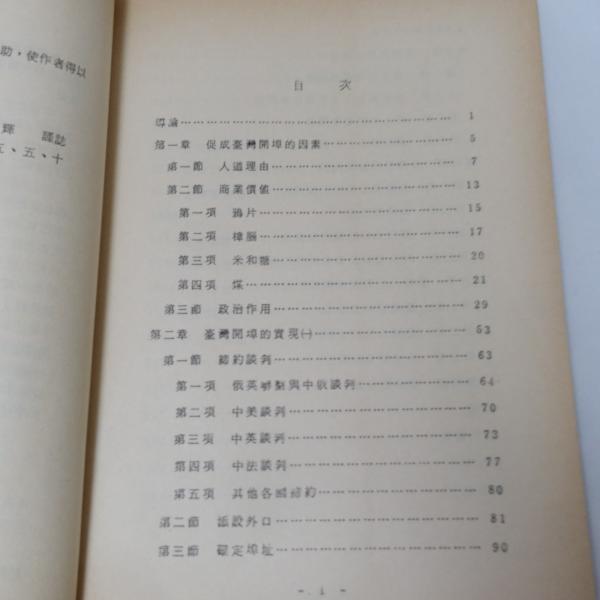 助，使作者得以
輝　譯誌
五、五、十
目　次
導論…………………………………………… 1
第一章　促成臺灣開埠的因素…………………… 5
第一節　人道理由……………………………… 7
第二節　商業價值……………………………… 13
第一項　鴉片…………………………………… 15
第二項　樟腦…………………………………… 17
第三項　米和糖………………………………… 20
第四項　煤……………………………………… 21
第三節　政治作用……………………………… 29
第二章　臺灣開埠的實現㈠……………………… 53
第一節　締約談判……………………………… 63
第一項　俄英聯盟與中俄談判………………… 64
第二項　中美談判……………………………… 70
第三項　中英談判……………………………… 73
第四項　中法談判……………………………… 77
第五項　其他各國締約………………………… 80
第二節　添設外口……………………………… 81
第三節　確定埠址……………………………… 90
- 1 -